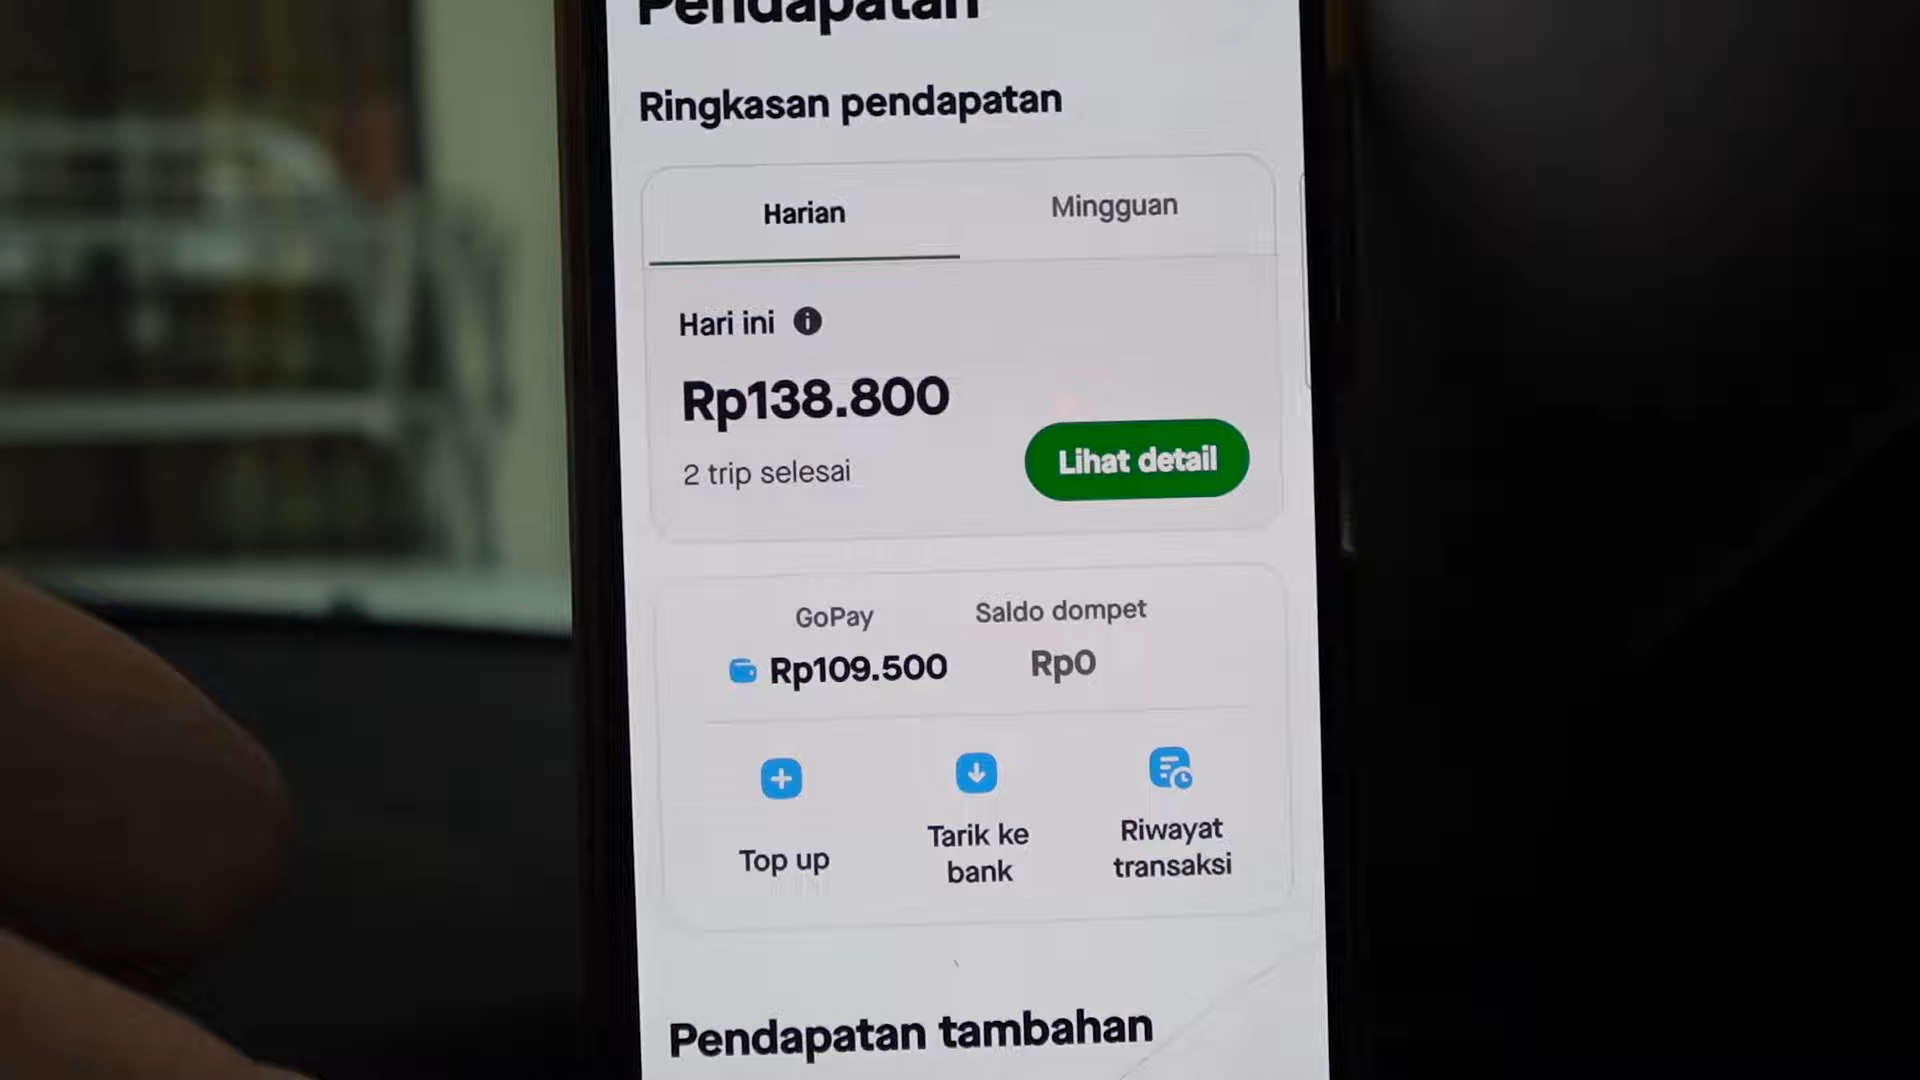 Pendapatan
Ringkasan pendapatan
Harian
Mingguan
Hari ini
Rp138.800
2 trip selesai
Lihat detail
GoPay
Rp109.500
Saldo dompet
Rp0
Top up
Tarik ke
bank
Riwayat
transaksi
Pendapatan tambahan